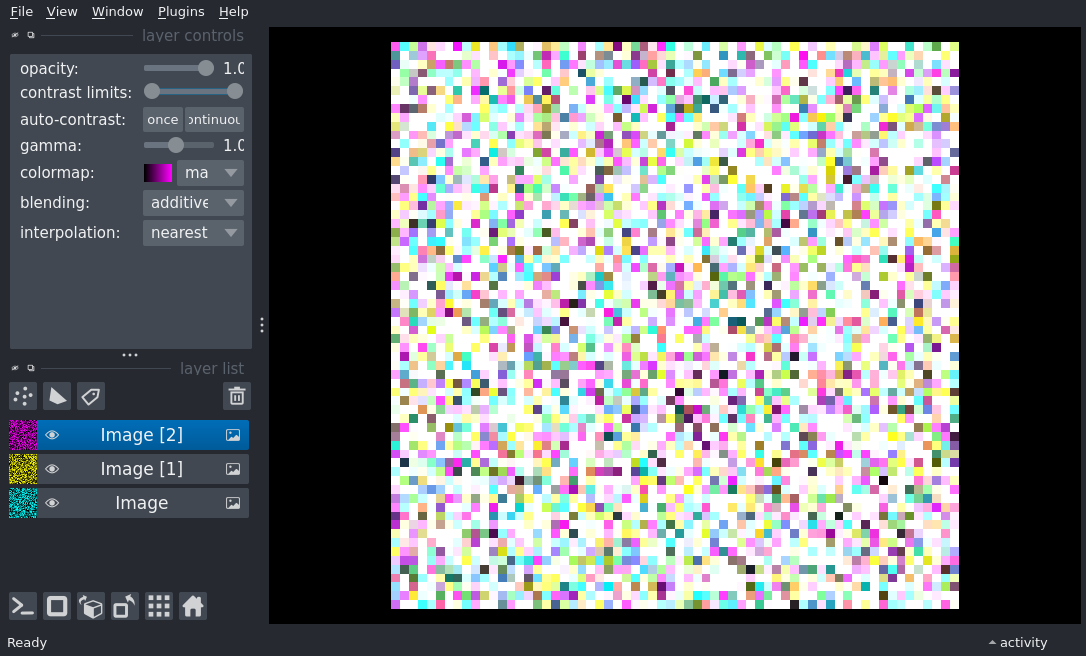 File View Window Plugins Help
layer controls
opacity: 1.0
contrast limits:
auto-contrast: once ontinuou
gamma: 1.0
colormap: ma
blending: additive
interpolation: nearest
layer list
Image [2]
Image [1]
Image
Ready activity